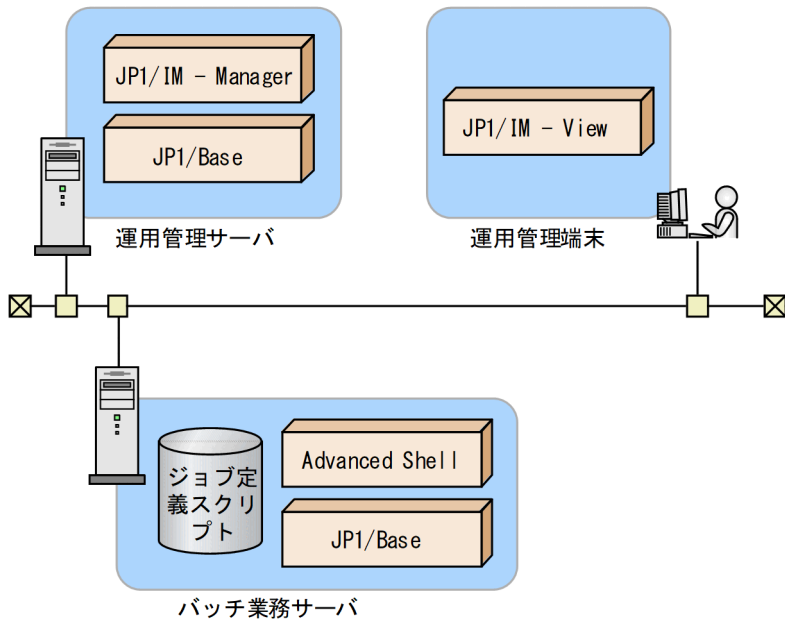 JP1/IM - Manager
JP1/Base
運用管理サーバ
JP1/IM - View
運用管理端末
ジョブ定
義スクリ
プト
Advanced Shell
JP1/Base
バッチ業務サーバ